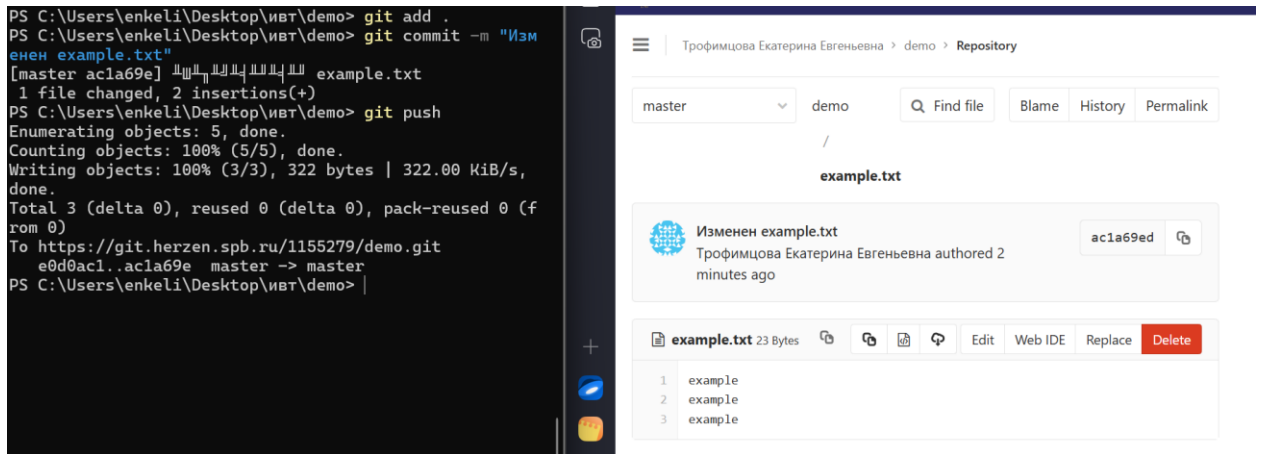 PS C:\Users\enkeli\Desktop\ивт\demo> git add .
PS C:\Users\enkeli\Desktop\ивт\demo> git commit -m "Изм
енен example.txt"
[master ac1a69e] example.txt
 1 file changed, 2 insertions(+)
PS C:\Users\enkeli\Desktop\ивт\demo> git push
Enumerating objects: 5, done.
Counting objects: 100% (5/5), done.
Writing objects: 100% (3/3), 322 bytes | 322.00 KiB/s,
done.
Total 3 (delta 0), reused 0 (delta 0), pack-reused 0 (f
rom 0)
To https://git.herzen.spb.ru/1155279/demo.git
   e0d0ac1..ac1a69e  master -> master
PS C:\Users\enkeli\Desktop\ивт\demo>
Трофимцова Екатерина Евгеньевна > demo > Repository
master demo Find file Blame History Permalink
/
example.txt
Изменен example.txt
Трофимцова Екатерина Евгеньевна authored 2
minutes ago
ac1a69ed
example.txt 23 Bytes Edit Web IDE Replace Delete
1 example
2 example
3 example